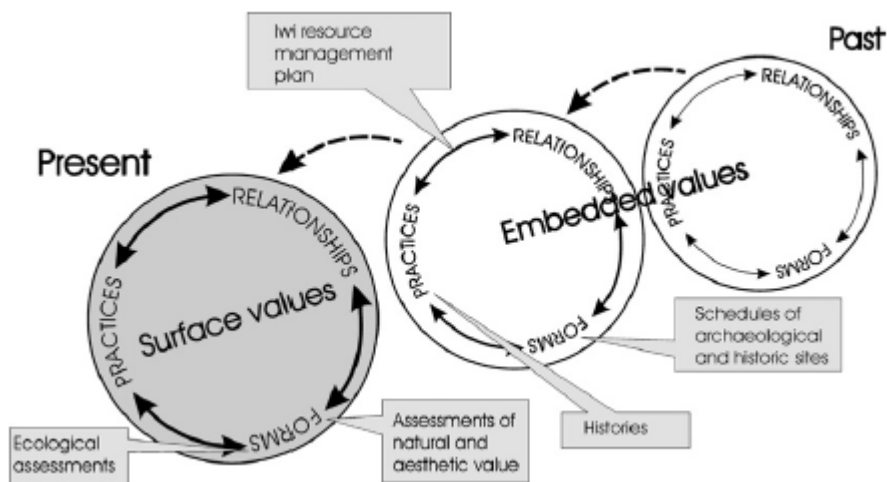 Iwi resource
management
plan
Past
Present
RELATIONSHIPS
PRACTICES
FORMS
Embedded values
RELATIONSHIPS
PRACTICES
FORMS
Surface values
RELATIONSHIPS
PRACTICES
FORMS
Schedules of
archaeological
and historic sites
Histories
Assessments of
natural and
aesthetic value
Ecological
assessments